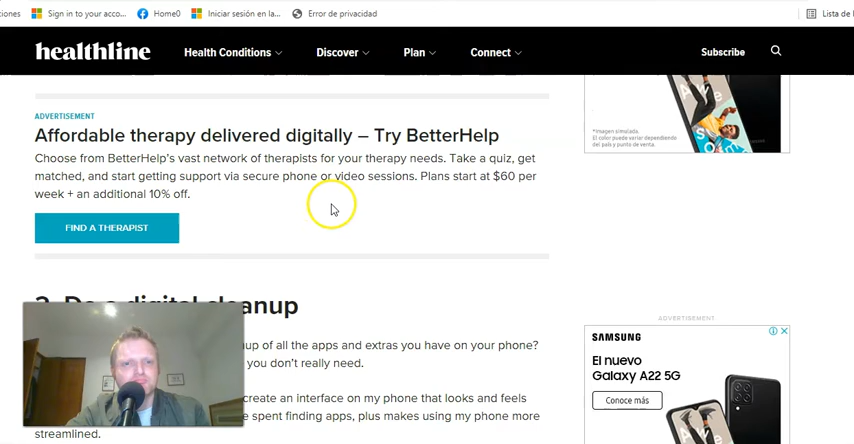 ciones
Sign in to your acco...
Home0
Iniciar sesión en la...
Error de privacidad
Lista de
healthline
Health Conditions
Discover
Plan
Connect
Subscribe
ADVERTISEMENT
Affordable therapy delivered digitally – Try BetterHelp
Choose from BetterHelp's vast network of therapists for your therapy needs. Take a quiz, get
matched, and start getting support via secure phone or video sessions. Plans start at $60 per
week + an additional 10% off.
FIND A THERAPIST
*Imagen simulada.
El color puede variar dependiendo
del país y punto de venta.
cleanup
up of all the apps and extras you have on your phone?
you don't really need.
create an interface on my phone that looks and feels
e spent finding apps, plus makes using my phone more
streamlined.
ADVERTISEMENT
SAMSUNG
El nuevo
Galaxy A22 5G
Conoce más